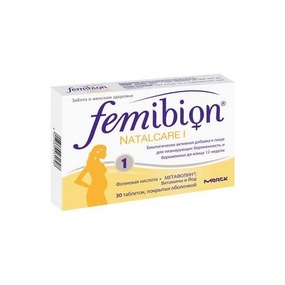 Забота о женском здоровье
femibion®
NATALCARE I
Биологически активная добавка к пище
для планирующих беременность и
беременных до конца 12 недели
1
Фолиевая кислота + МЕТАФОЛИН®,
Витамины и Йод
30 таблеток, покрытых оболочкой
MERCK